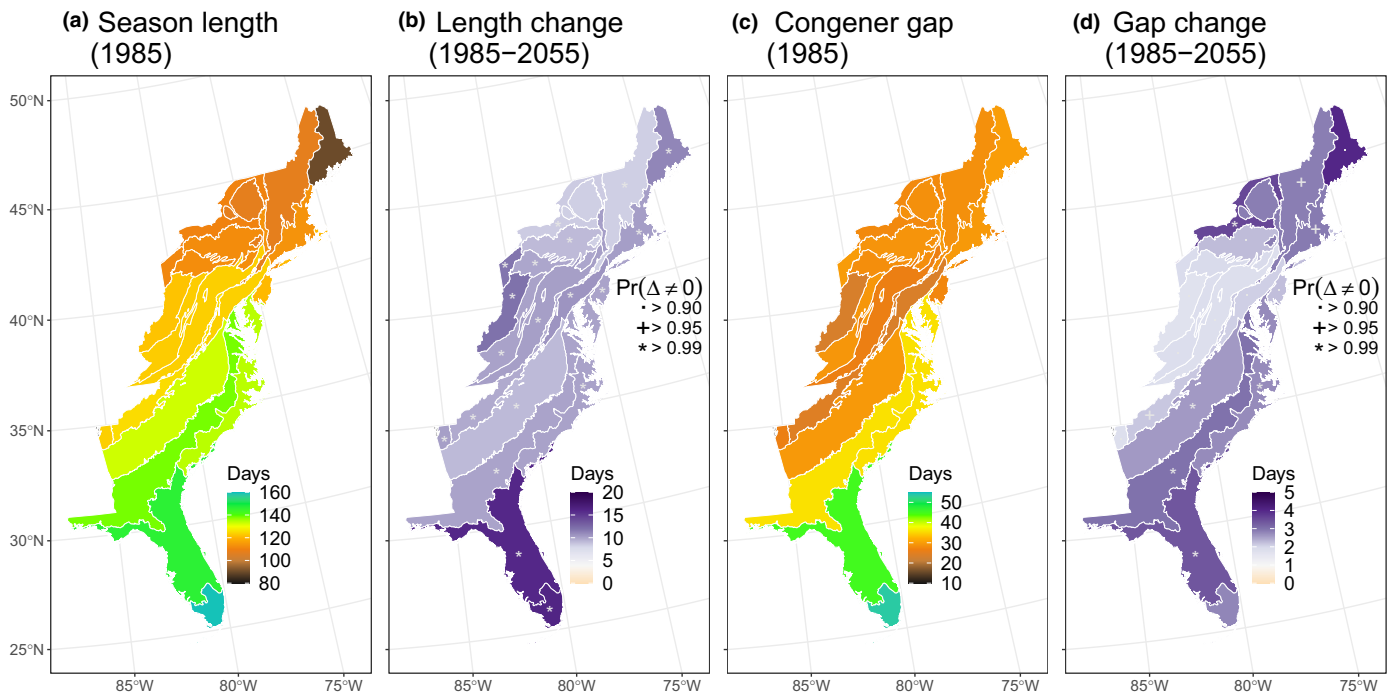 (a) Season length
(1985)
(b) Length change
(1985−2055)
(c) Congener gap
(1985)
(d) Gap change
(1985−2055)
50°N
45°N
40°N
35°N
30°N
25°N
Days
160
140
120
100
80
85°W
80°W
75°W
Pr(Δ ≠ 0)
· > 0.90
+ > 0.95
* > 0.99
Days
20
15
10
5
0
85°W
80°W
75°W
Days
50
40
30
20
10
85°W
80°W
75°W
Pr(Δ ≠ 0)
· > 0.90
+ > 0.95
* > 0.99
Days
5
4
3
2
1
0
85°W
80°W
75°W